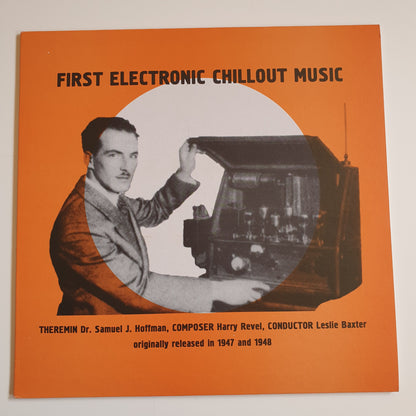 FIRST ELECTRONIC CHILLOUT MUSIC
THEREMIN Dr. Samuel J. Hoffman, COMPOSER Harry Revel, CONDUCTOR Leslie Baxter
originally released in 1947 and 1948